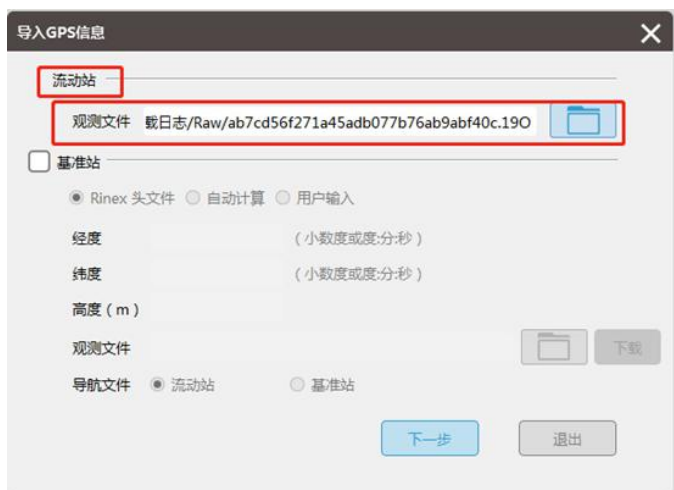 导入GPS信息
流动站
观测文件 载日志/Raw/ab7cd56f271a45adb077b76ab9abf40c.19O
基准站
Rinex 头文件 自动计算 用户输入
经度 (小数度或度:分:秒)
纬度 (小数度或度:分:秒)
高度(m)
观测文件 下载
导航文件 流动站 基准站
下一步 退出